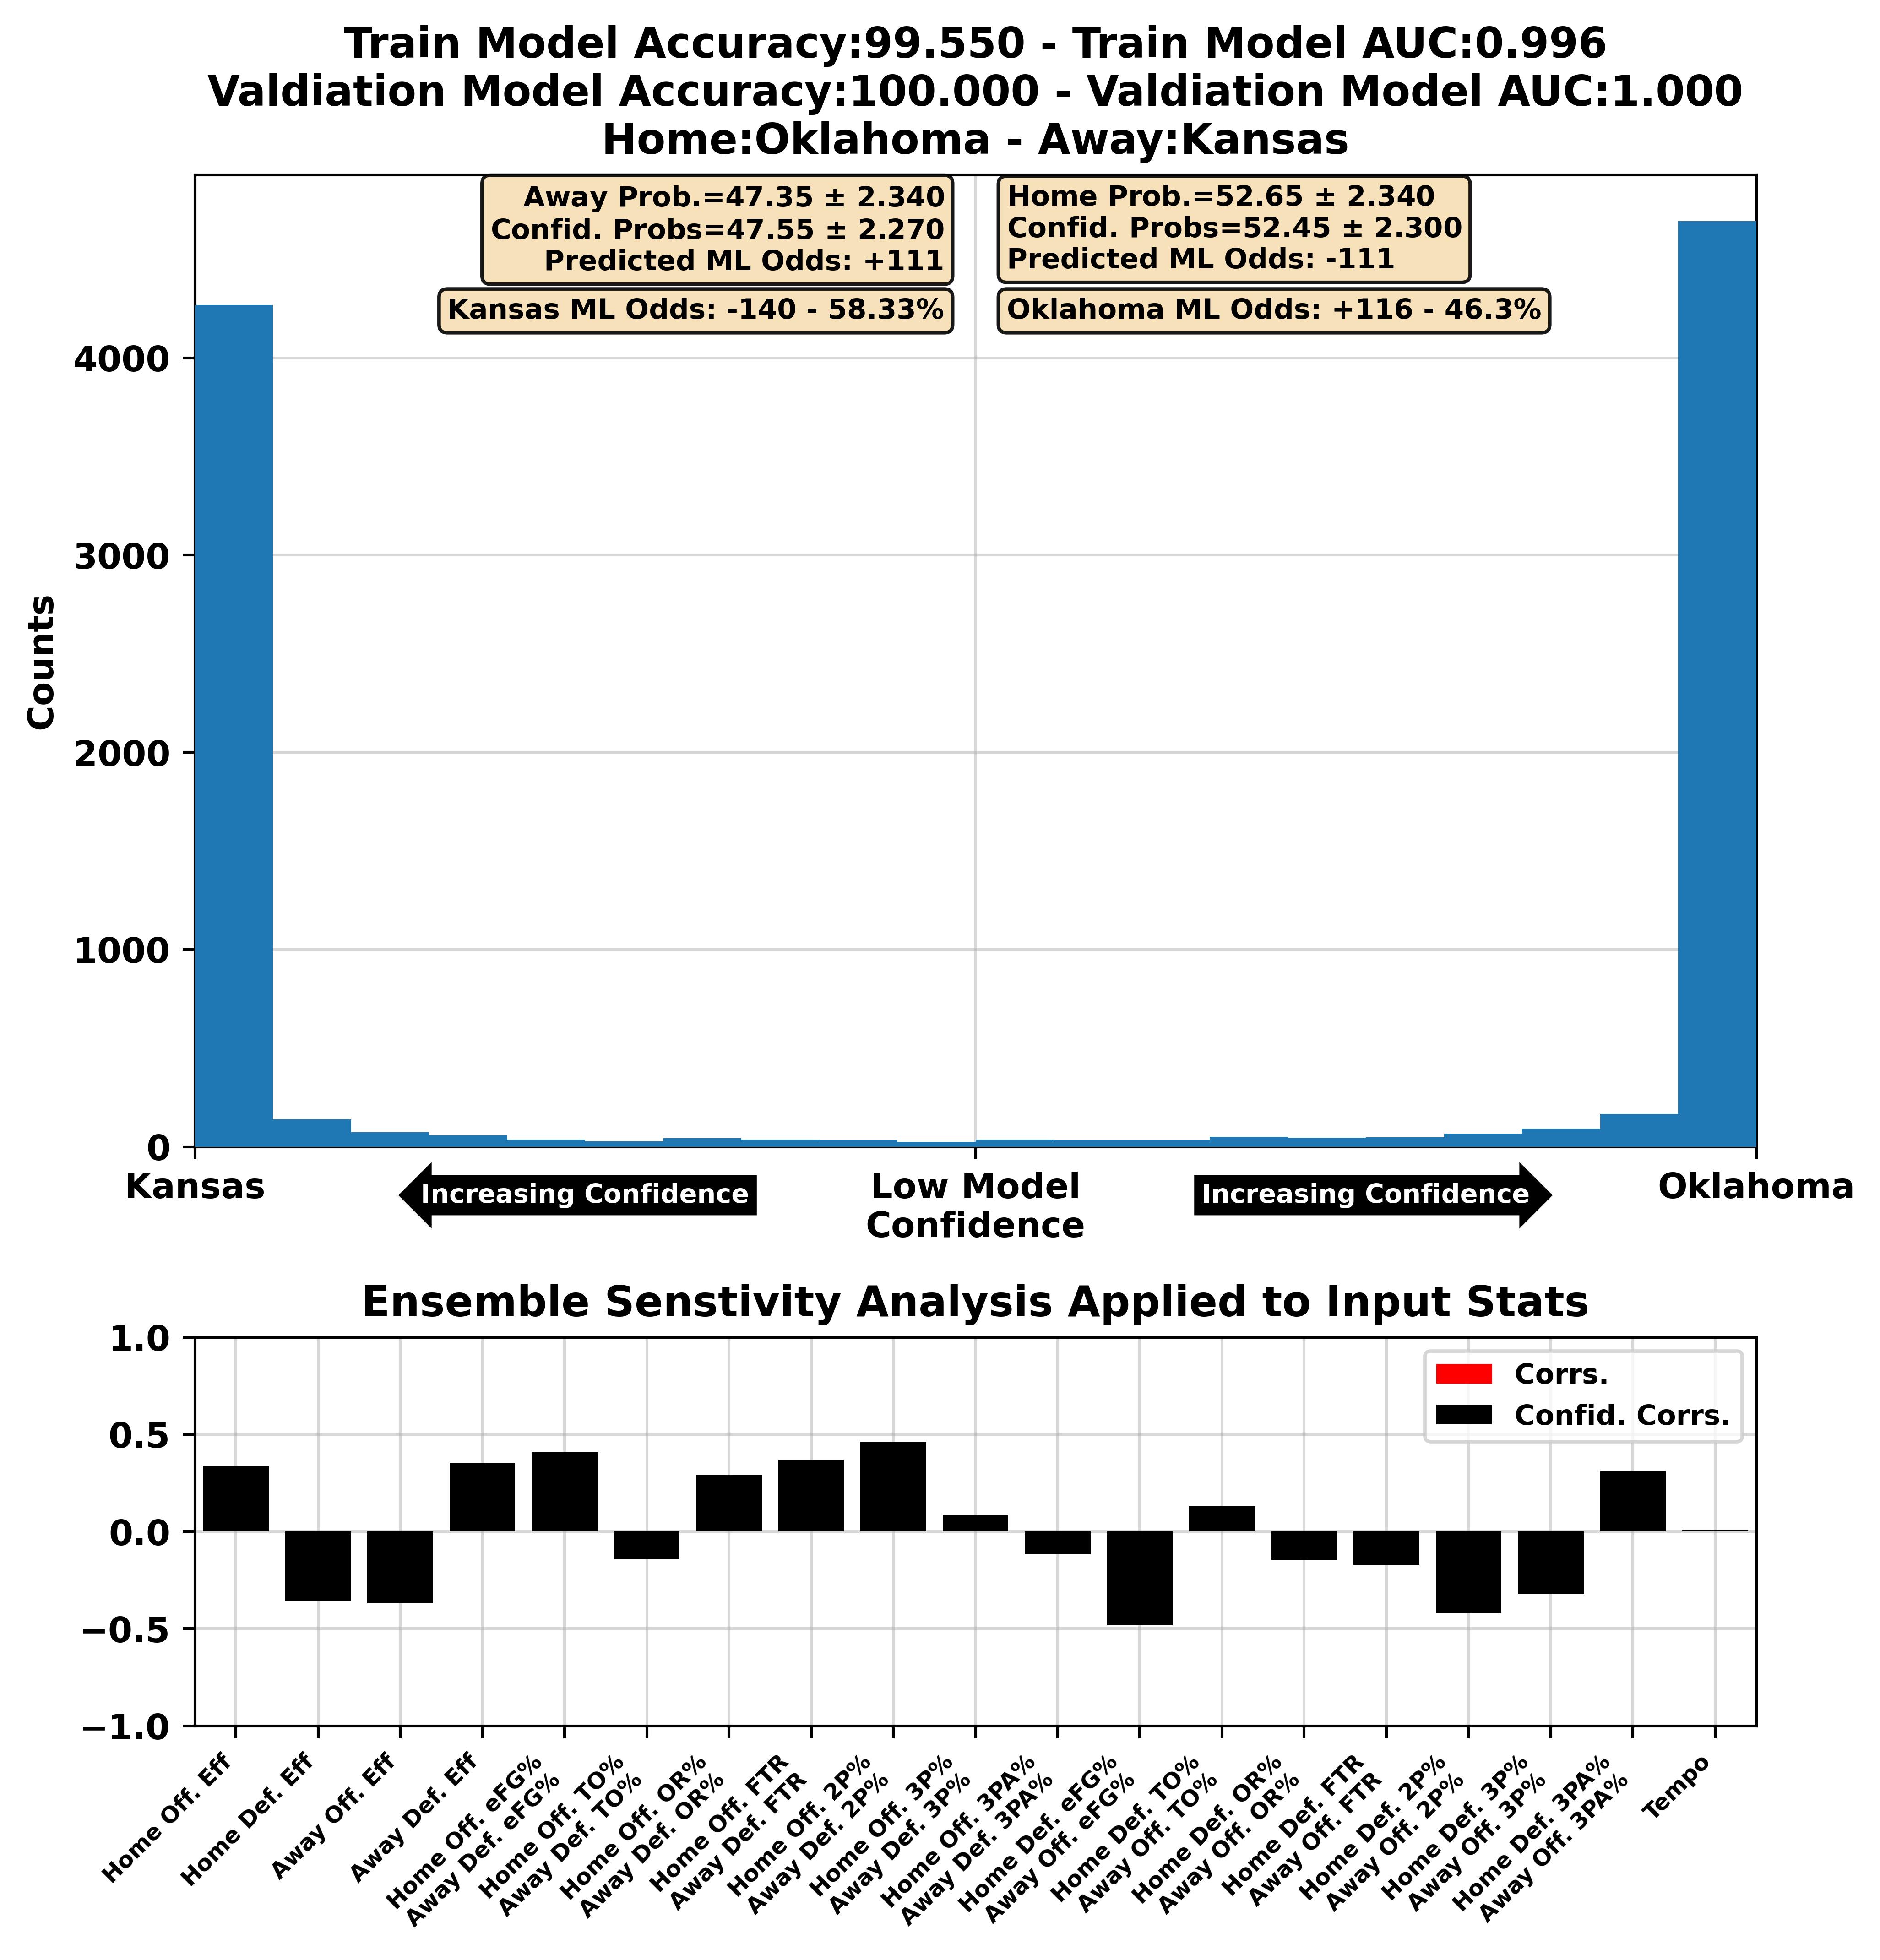 Train Model Accuracy:99.550 - Train Model AUC:0.996
Valdiation Model Accuracy:100.000 - Valdiation Model AUC:1.000
Home:Oklahoma - Away:Kansas
Away Prob.=47.35 ± 2.340
Confid. Probs=47.55 ± 2.270
Predicted ML Odds: +111
Kansas ML Odds: -140 - 58.33%
Home Prob.=52.65 ± 2.340
Confid. Probs=52.45 ± 2.300
Predicted ML Odds: -111
Oklahoma ML Odds: +116 - 46.3%
Counts
4000
3000
2000
1000
0
Kansas
Increasing Confidence
Low Model
Confidence
Increasing Confidence
Oklahoma
Ensemble Senstivity Analysis Applied to Input Stats
1.0
0.5
0.0
−0.5
−1.0
Corrs.
Confid. Corrs.
Home Off. Eff
Home Def. Eff
Away Off. Eff
Away Def. Eff
Home Off. eFG%
Away Def. eFG%
Home Off. TO%
Away Def. TO%
Home Off. OR%
Away Def. OR%
Home Off. FTR
Away Def. FTR
Home Off. 2P%
Away Def. 2P%
Home Off. 3P%
Away Def. 3P%
Home Off. 3PA%
Away Def. 3PA%
Home Def. eFG%
Away Off. eFG%
Home Def. TO%
Away Off. TO%
Home Def. OR%
Away Off. OR%
Home Def. FTR
Away Off. FTR
Home Def. 2P%
Away Off. 2P%
Home Def. 3P%
Away Off. 3P%
Home Def. 3PA%
Away Off. 3PA%
Tempo